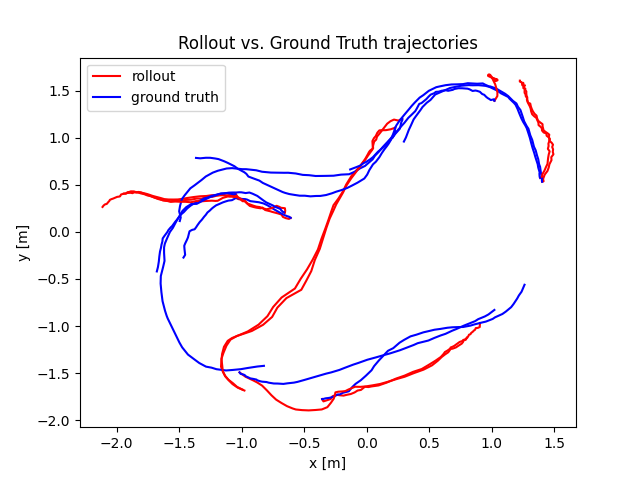 Rollout vs. Ground Truth trajectories
rollout
ground truth
1.5
1.0
0.5
0.0
−0.5
−1.0
−1.5
−2.0
y [m]
−2.0 −1.5 −1.0 −0.5 0.0 0.5 1.0 1.5
x [m]